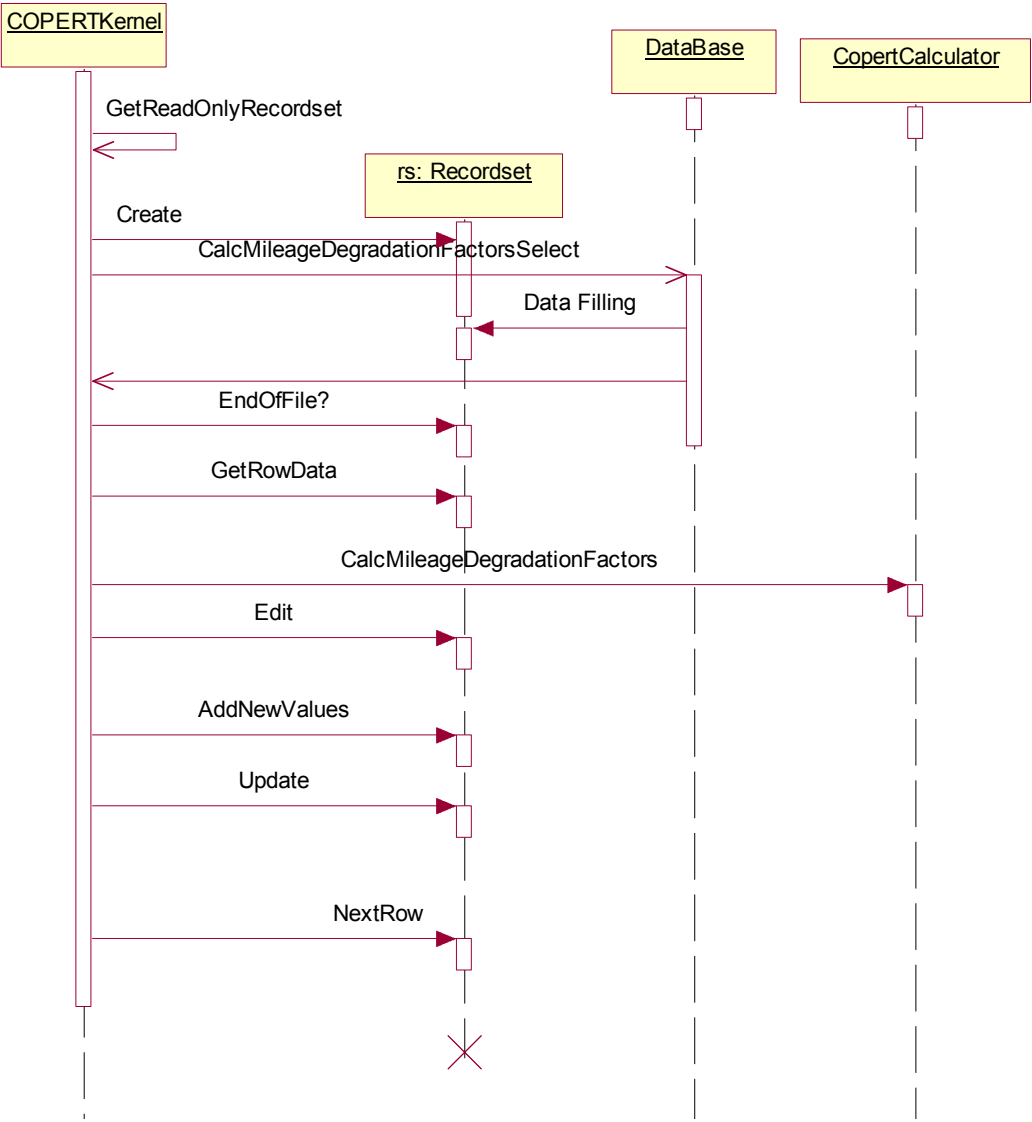 COPERTKernel
DataBase
CopertCalculator
GetReadOnlyRecordset
rs: Recordset
Create
CalcMileageDegradationFactorsSelect
Data Filling
EndOfFile?
GetRowData
CalcMileageDegradationFactors
Edit
AddNewValues
Update
NextRow